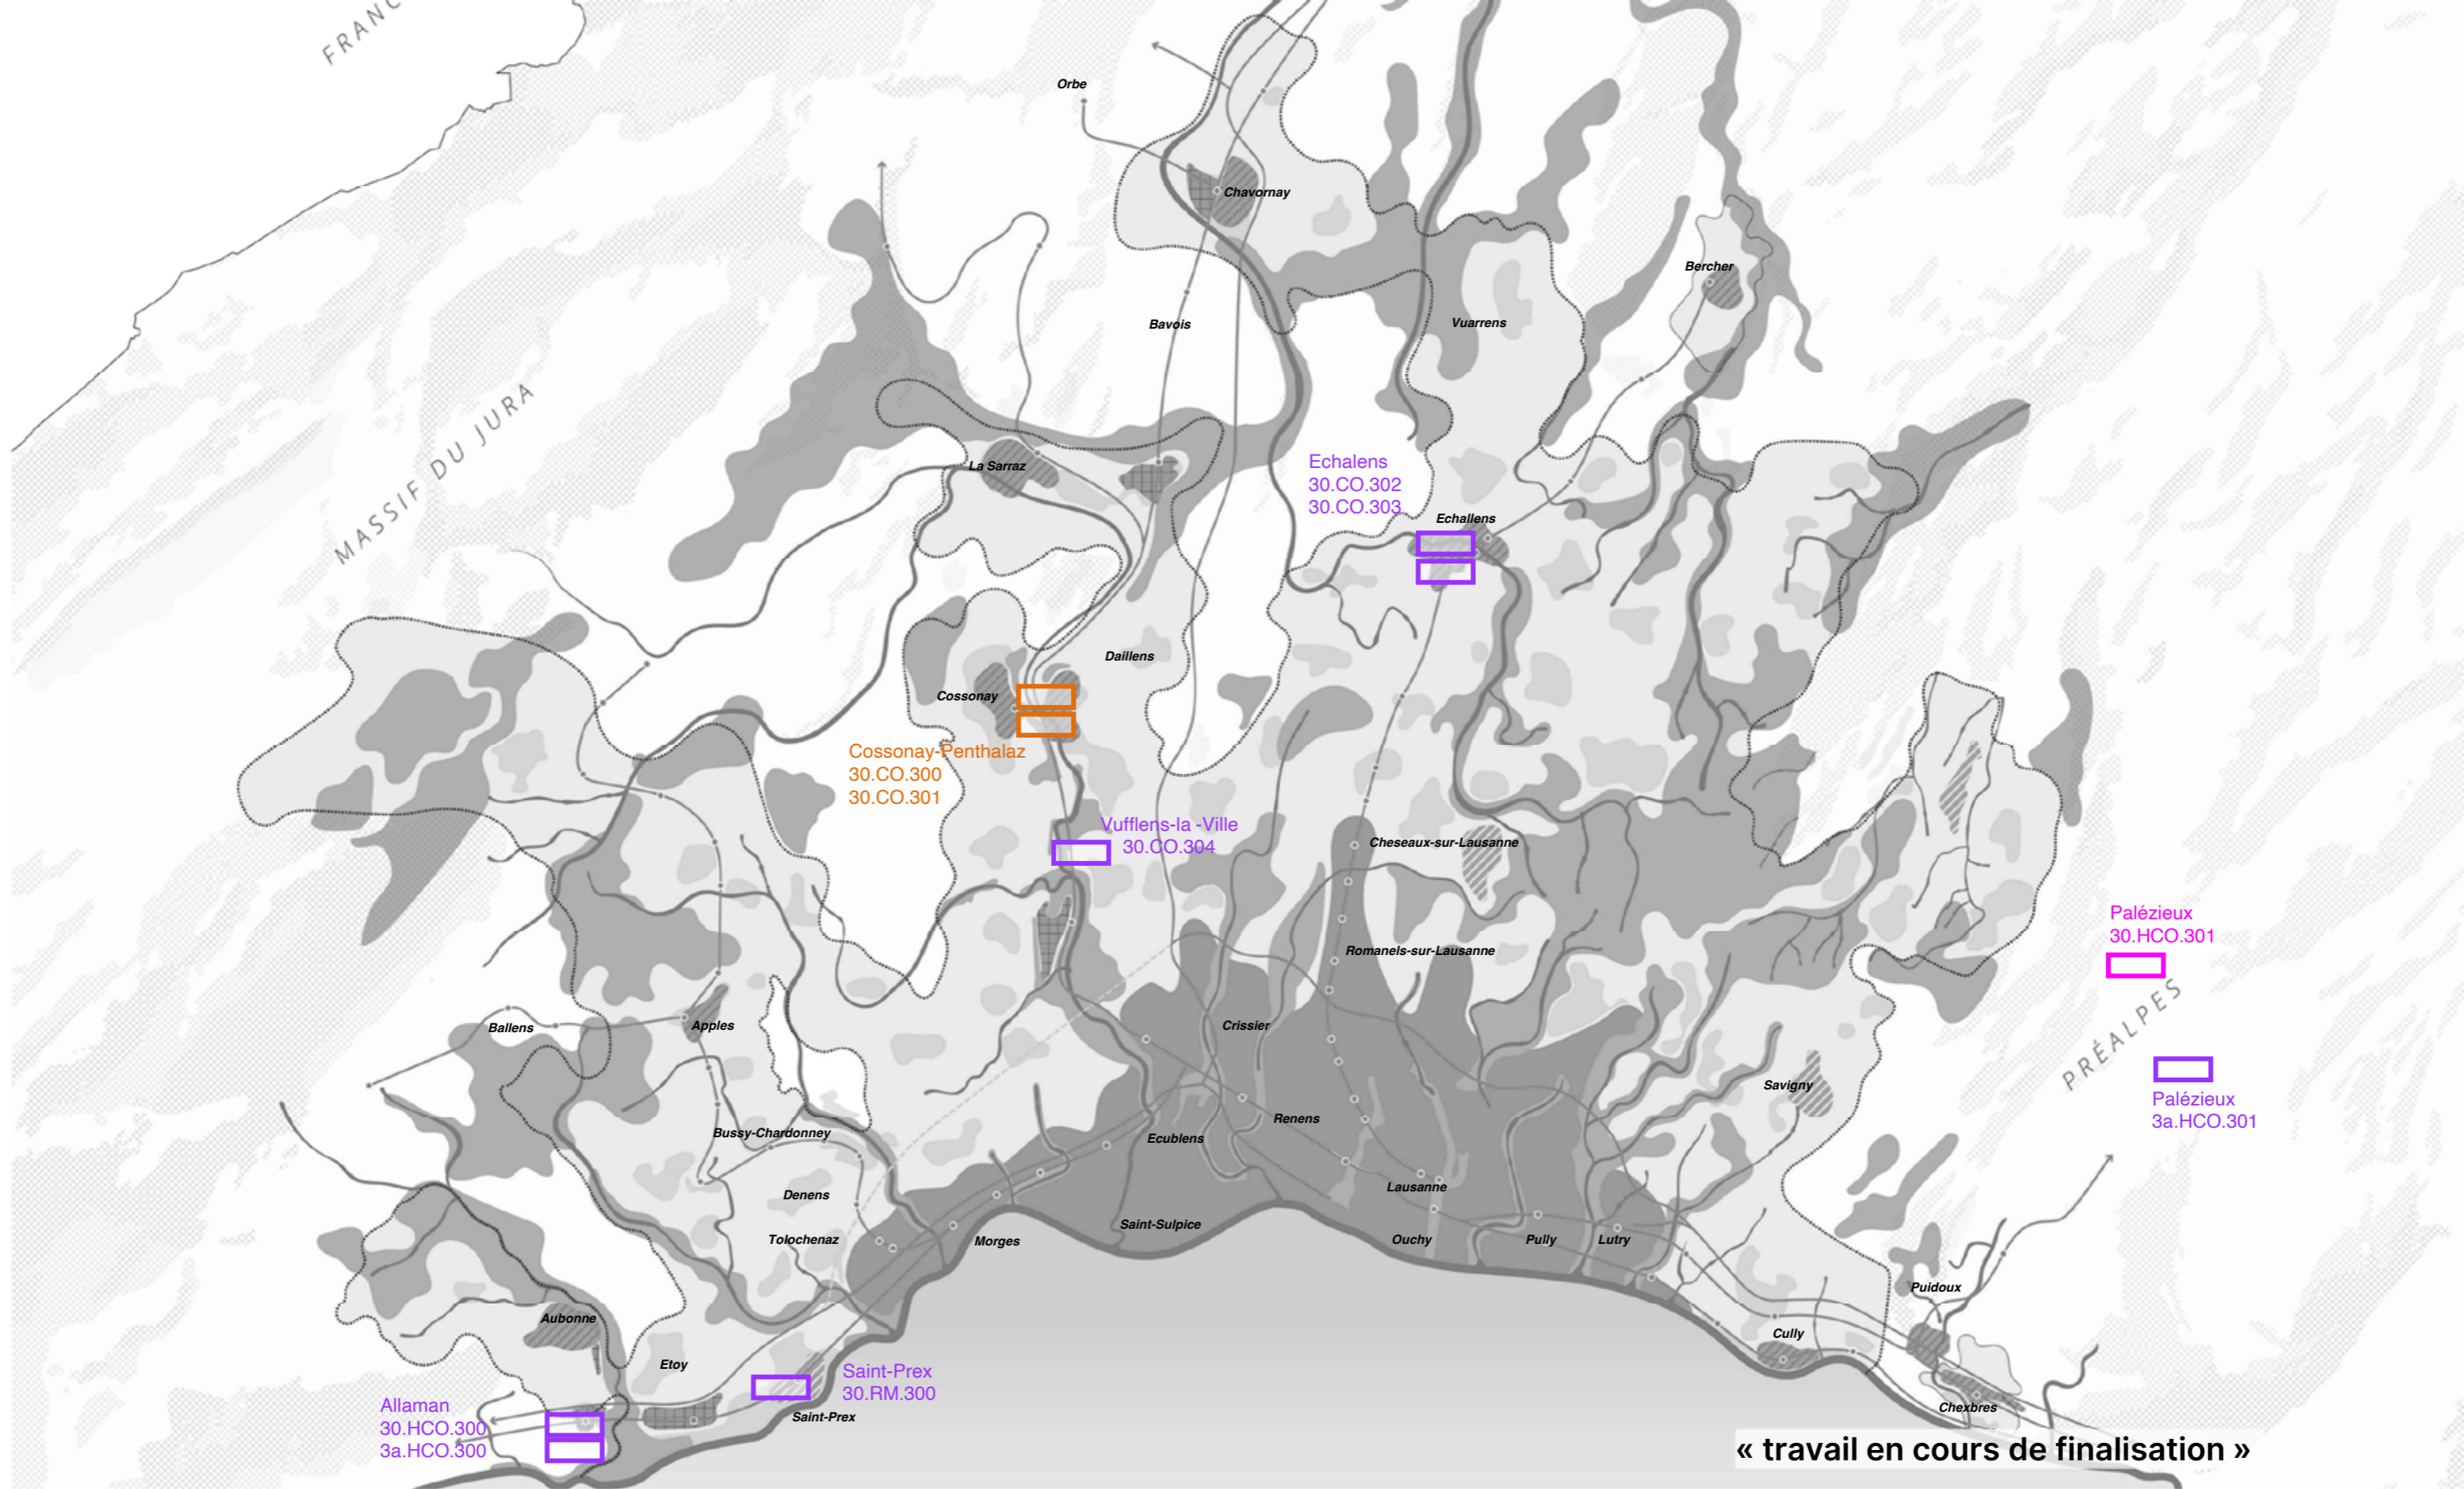 FRANC
Orbe
Chavornay
Bercher
Bavois
Vuarrens
MASSIF DU JURA
La Sarraz
Echalens
30.CO.302
30.CO.303
Echallens
Daillens
Cossonay
Cossonay-Penthalaz
30.CO.300
30.CO.301
Vufflens-la -Ville
30.CO.304
Cheseaux-sur-Lausanne
Palézieux
30.HCO.301
Romanels-sur-Lausanne
PRÉALPES
Ballens
Apples
Crissier
Savigny
Palézieux
3a.HCO.301
Bussy-Chardonney
Ecublens
Renens
Denens
Lausanne
Tolochenaz
Morges
Saint-Sulpice
Ouchy
Pully
Lutry
Puidoux
Aubonne
Cully
Etoy
Saint-Prex
30.RM.300
Saint-Prex
Allaman
30.HCO.300
3a.HCO.300
Chexbres
« travail en cours de finalisation »